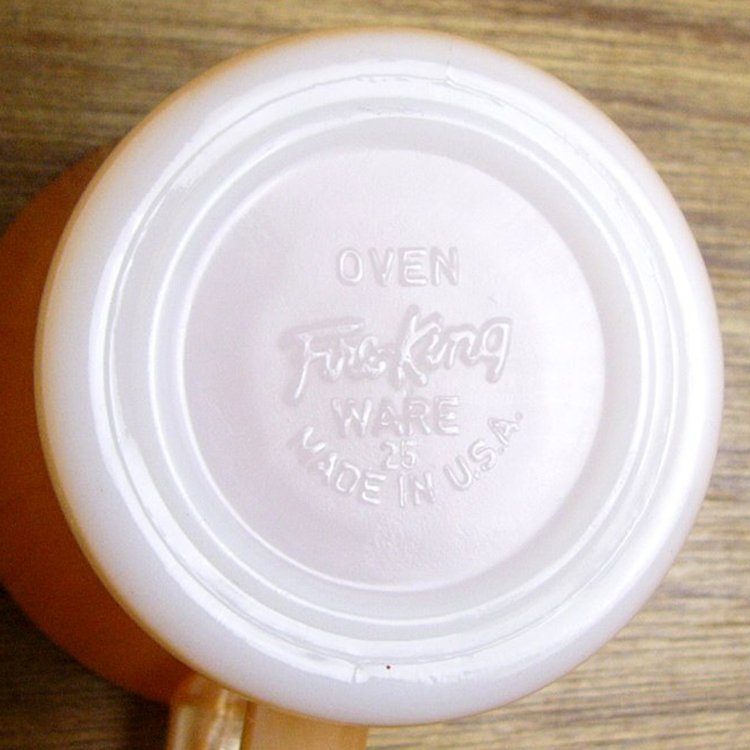 OVEN
Fire-King
WARE
25
MADE IN U.S.A.